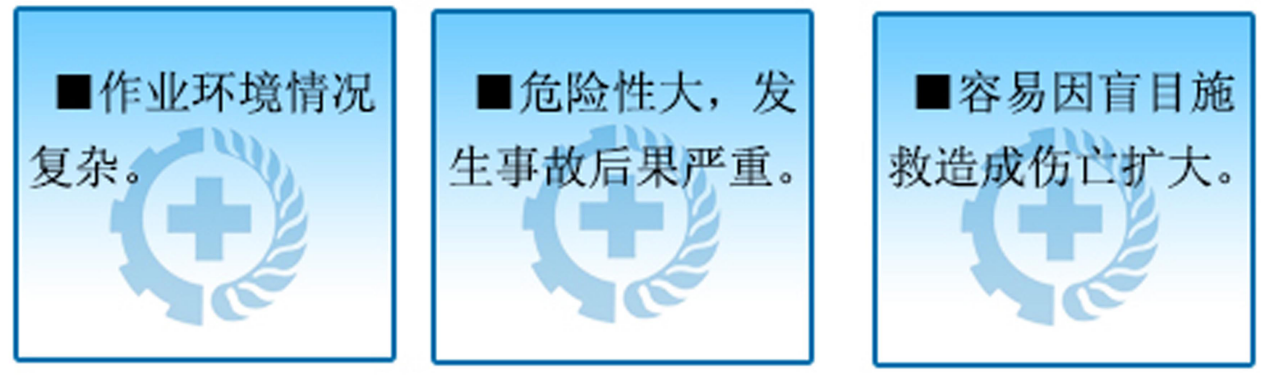 ■作业环境情况
复杂。
■危险性大，发
生事故后果严重。
■容易因盲目施
救造成伤亡扩大。